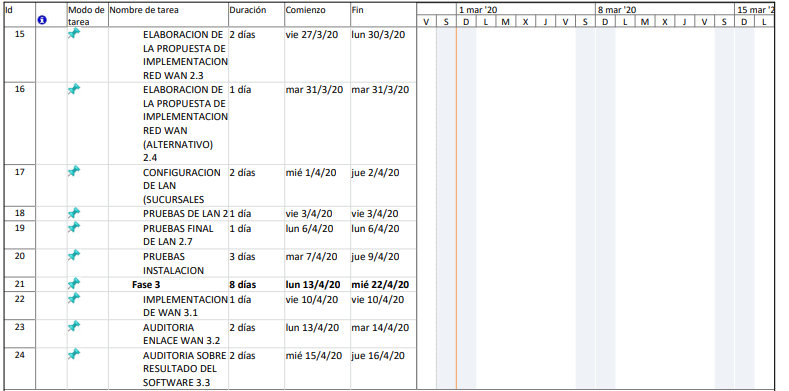 Id Modo de tarea Nombre de tarea Duración Comienzo Fin 1 mar '20 8 mar '20 15 mar '2
V S D L M X J V S D L M X J V S D L
15 ELABORACION DE 2 días vie 27/3/20 lun 30/3/20
LA PROPUESTA DE
IMPLEMENTACION
RED WAN 2.3
16 ELABORACION DE 1 día mar 31/3/20 mar 31/3/20
LA PROPUESTA DE
IMPLEMENTACION
RED WAN
(ALTERNATIVO)
2.4
17 CONFIGURACION 2 días mié 1/4/20 jue 2/4/20
DE LAN
(SUCURSALES
18 PRUEBAS DE LAN 2 1 día vie 3/4/20 vie 3/4/20
19 PRUEBAS FINAL 1 día lun 6/4/20 lun 6/4/20
DE LAN 2.7
20 PRUEBAS 3 días mar 7/4/20 jue 9/4/20
INSTALACION
21 Fase 3 8 días lun 13/4/20 mié 22/4/20
22 IMPLEMENTACION 1 día vie 10/4/20 vie 10/4/20
DE WAN 3.1
23 AUDITORIA 2 días lun 13/4/20 mar 14/4/20
ENLACE WAN 3.2
24 AUDITORIA SOBRE 2 días mié 15/4/20 jue 16/4/20
RESULTADO DEL
SOFTWARE 3.3